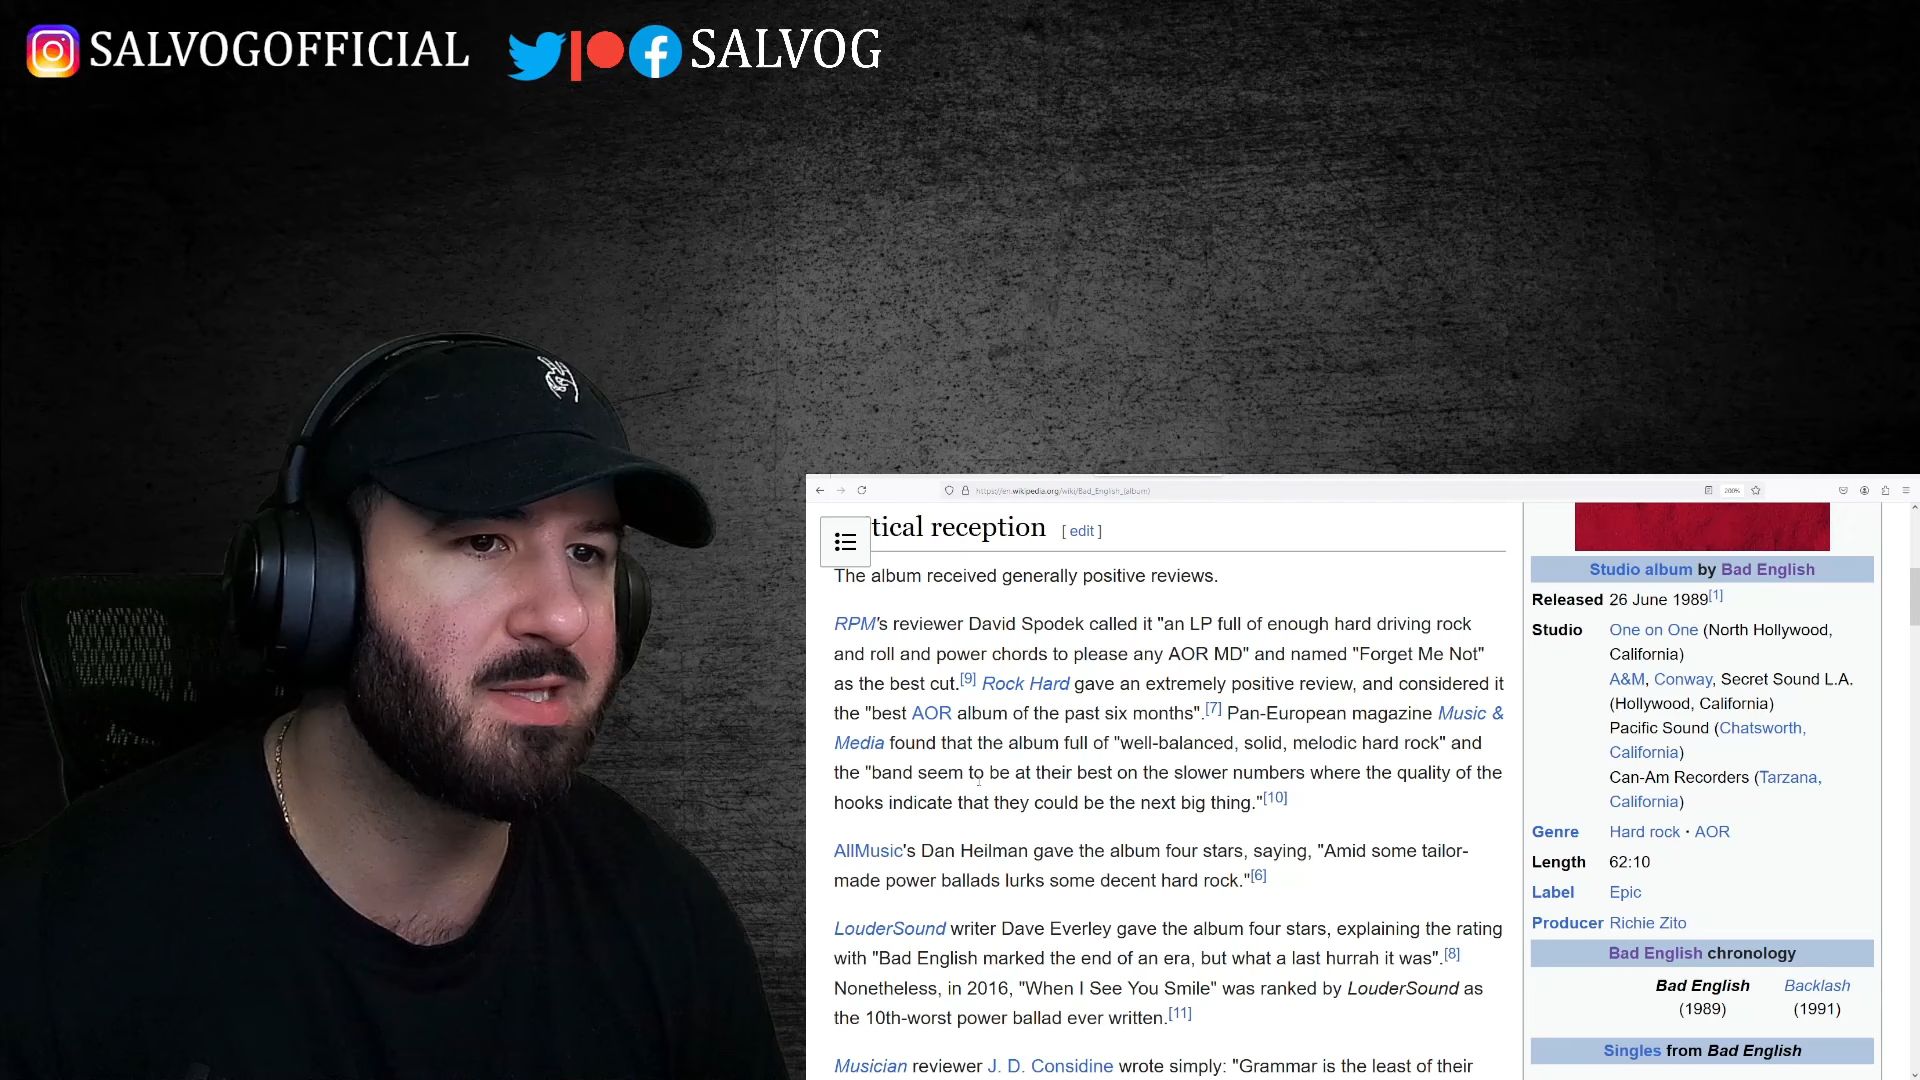 SALVOGOFFICIAL SALVOG
https://en.wikipedia.org/wiki/Bad_English_(album)
200%
tical reception [ edit ]
The album received generally positive reviews.
RPM's reviewer David Spodek called it "an LP full of enough hard driving rock
and roll and power chords to please any AOR MD" and named "Forget Me Not"
as the best cut.[9] Rock Hard gave an extremely positive review, and considered it
the "best AOR album of the past six months".[7] Pan-European magazine Music &
Media found that the album full of "well-balanced, solid, melodic hard rock" and
the "band seem to be at their best on the slower numbers where the quality of the
hooks indicate that they could be the next big thing."[10]
AllMusic's Dan Heilman gave the album four stars, saying, "Amid some tailor-
made power ballads lurks some decent hard rock."[6]
LouderSound writer Dave Everley gave the album four stars, explaining the rating
with "Bad English marked the end of an era, but what a last hurrah it was".[8]
Nonetheless, in 2016, "When I See You Smile" was ranked by LouderSound as
the 10th-worst power ballad ever written.[11]
Musician reviewer J. D. Considine wrote simply: "Grammar is the least of their
Studio album by Bad English
Released 26 June 1989[1]
Studio One on One (North Hollywood,
California)
A&M, Conway, Secret Sound L.A.
(Hollywood, California)
Pacific Sound (Chatsworth,
California)
Can-Am Recorders (Tarzana,
California)
Genre Hard rock · AOR
Length 62:10
Label Epic
Producer Richie Zito
Bad English chronology
Bad English Backlash
(1989) (1991)
Singles from Bad English